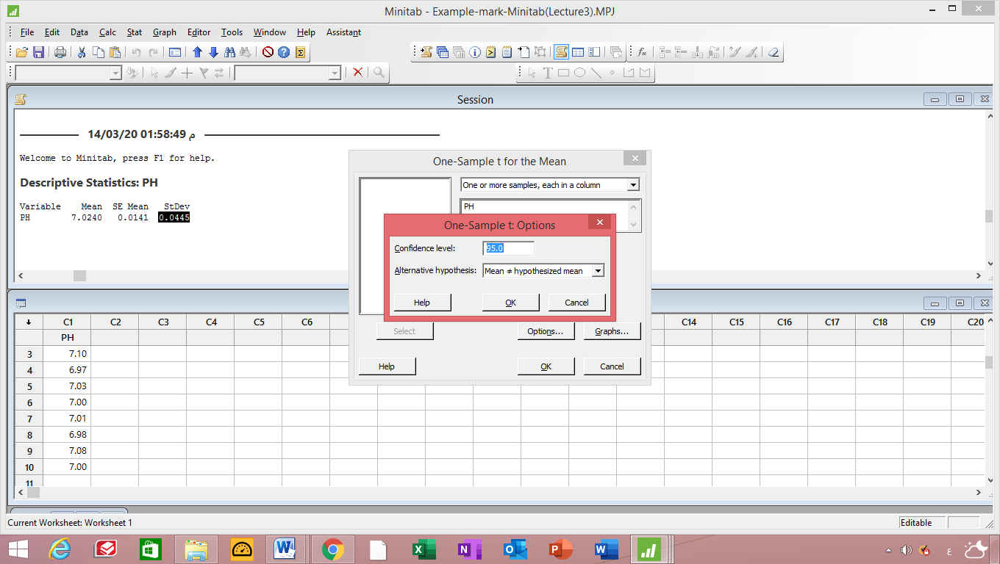 Minitab - Example-mark-Minitab(Lecture3).MPJ
File Edit Data Calc Stat Graph Editor Tools Window Help Assistant
Session
14/03/20 01:58:49 م
Welcome to Minitab, press F1 for help.
Descriptive Statistics: PH
Variable Mean SE Mean StDev
PH 7.0240 0.0141 0.0445
One-Sample t for the Mean
One or more samples, each in a column
PH
One-Sample t: Options
Confidence level: 95.0
Alternative hypothesis: Mean ≠ hypothesized mean
Help OK Cancel
Select Options... Graphs...
Help OK Cancel
C1 C2 C3 C4 C5 C6 C14 C15 C16 C17 C18 C19 C20
PH
3 7.10
4 6.97
5 7.03
6 7.00
7 7.01
8 6.98
9 7.08
10 7.00
11
Current Worksheet: Worksheet 1
Editable
ع